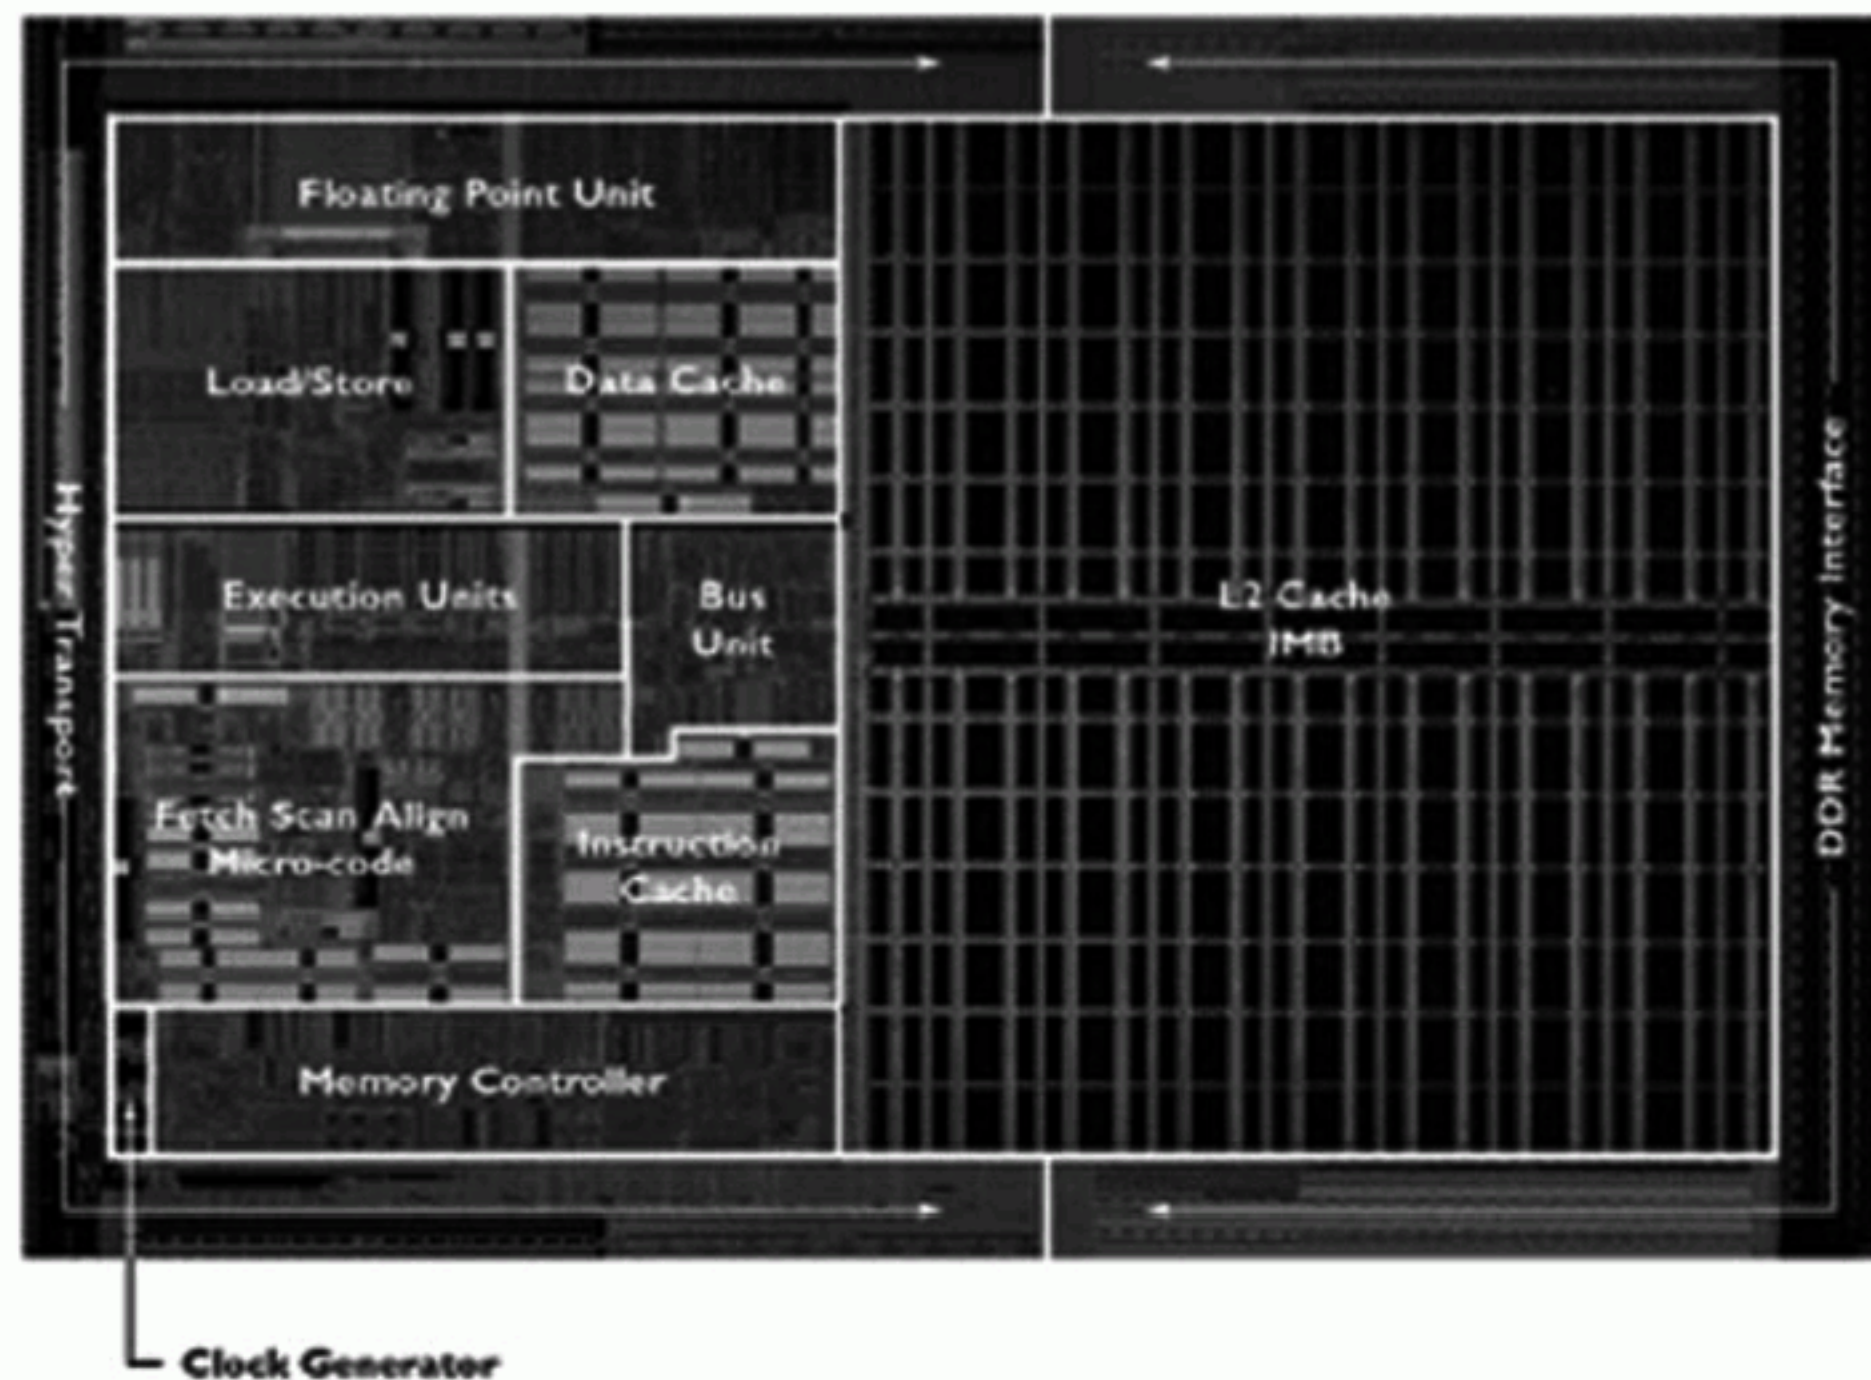 Floating Point Unit
Load/Store
Data Cache
Execution Units
Bus
Unit
L2 Cache
1MB
Hyper Transport
DDR Memory Interface
Fetch Scan Align
Micro-code
Instruction
Cache
Memory Controller
Clock Generator